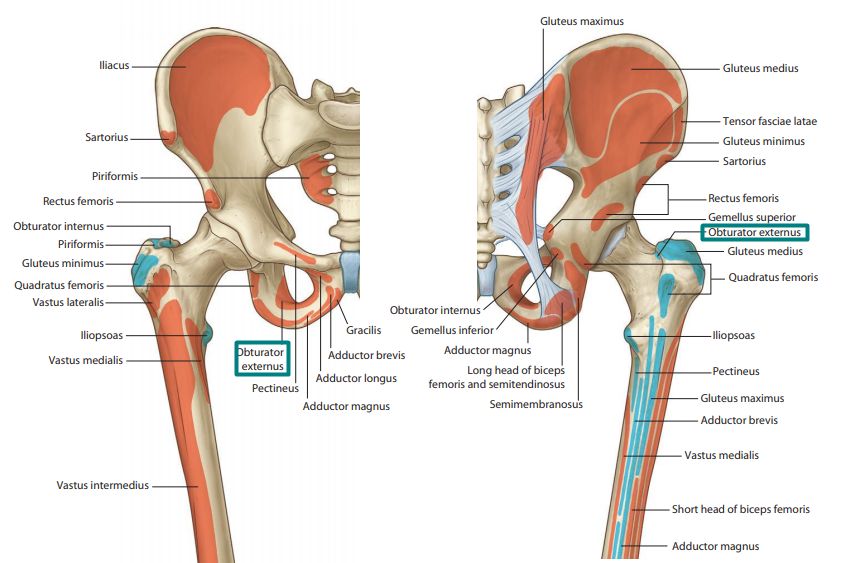 Iliacus
Sartorius
Piriformis
Rectus femoris
Obturator internus
Piriformis
Gluteus minimus
Quadratus femoris
Vastus lateralis
Iliopsoas
Vastus medialis
Vastus intermedius
Obturator
externus
Pectineus
Gracilis
Adductor brevis
Adductor longus
Adductor magnus
Gluteus maximus
Gluteus medius
Tensor fasciae latae
Gluteus minimus
Sartorius
Rectus femoris
Gemellus superior
Obturator externus
Gluteus medius
Quadratus femoris
Obturator internus
Gemellus inferior
Adductor magnus
Long head of biceps
femoris and semitendinosus
Semimembranosus
Iliopsoas
Pectineus
Gluteus maximus
Adductor brevis
Vastus medialis
Short head of biceps femoris
Adductor magnus